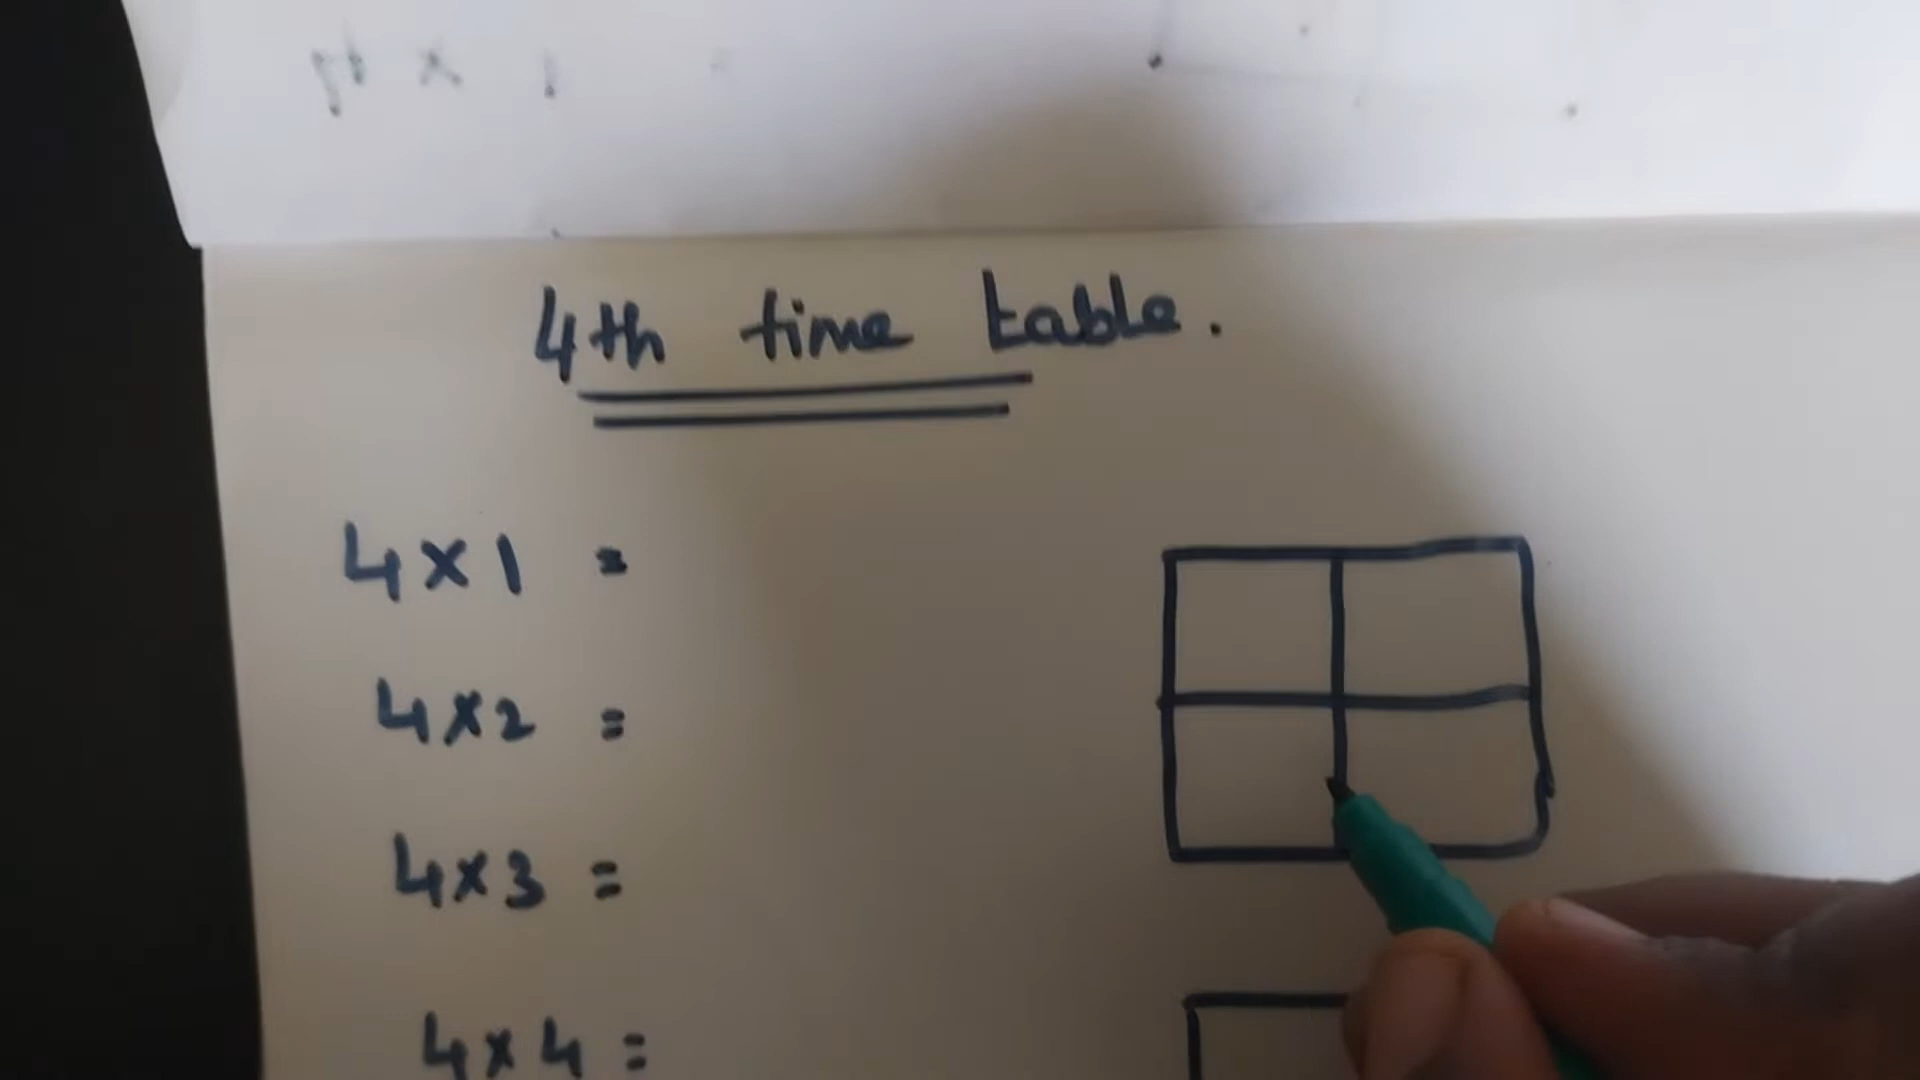 4th time table.
4×1 =
4×2 =
4×3 =
4×4 =